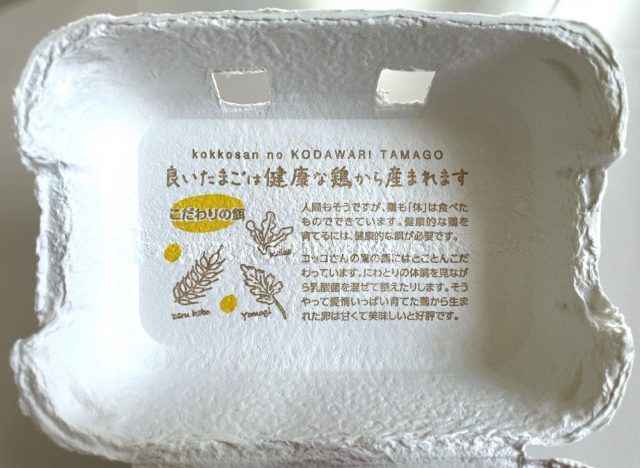 kokkosan no KODAWARI TAMAGO
良いたまごは健康な鶏から産まれます
こだわりの餌
人間もそうですが、鶏も「体」は食べた
ものでできています。健康的な鶏を
育てるには、健康的な餌が必要です。
コッコさんの鶏の餌にはとことんこだ
わっています。にわとりの体調を見なが
ら乳酸菌を混ぜて整えたりします。そう
やって愛情いっぱい育てた鶏から生ま
れた卵は甘くて美味しいと好評です。
Yomogi